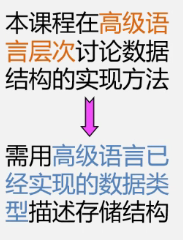 本课程在高级语
言层次讨论数据
结构的实现方法
需用高级语言已
经实现的数据类
型描述存储结构